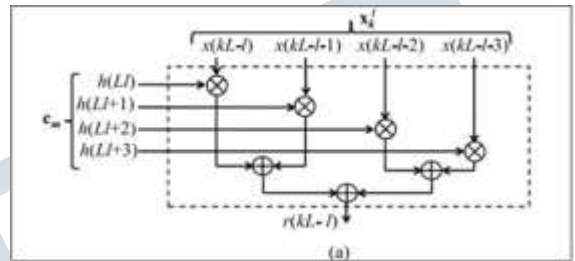 x_k^l
x(kL-l) x(kL-l-1) x(kL-l-2) x(kL-l-3)
h(Ll)
h(Ll+1)
c_m
h(Ll+2)
h(Ll+3)
r(kL-l)
(a)